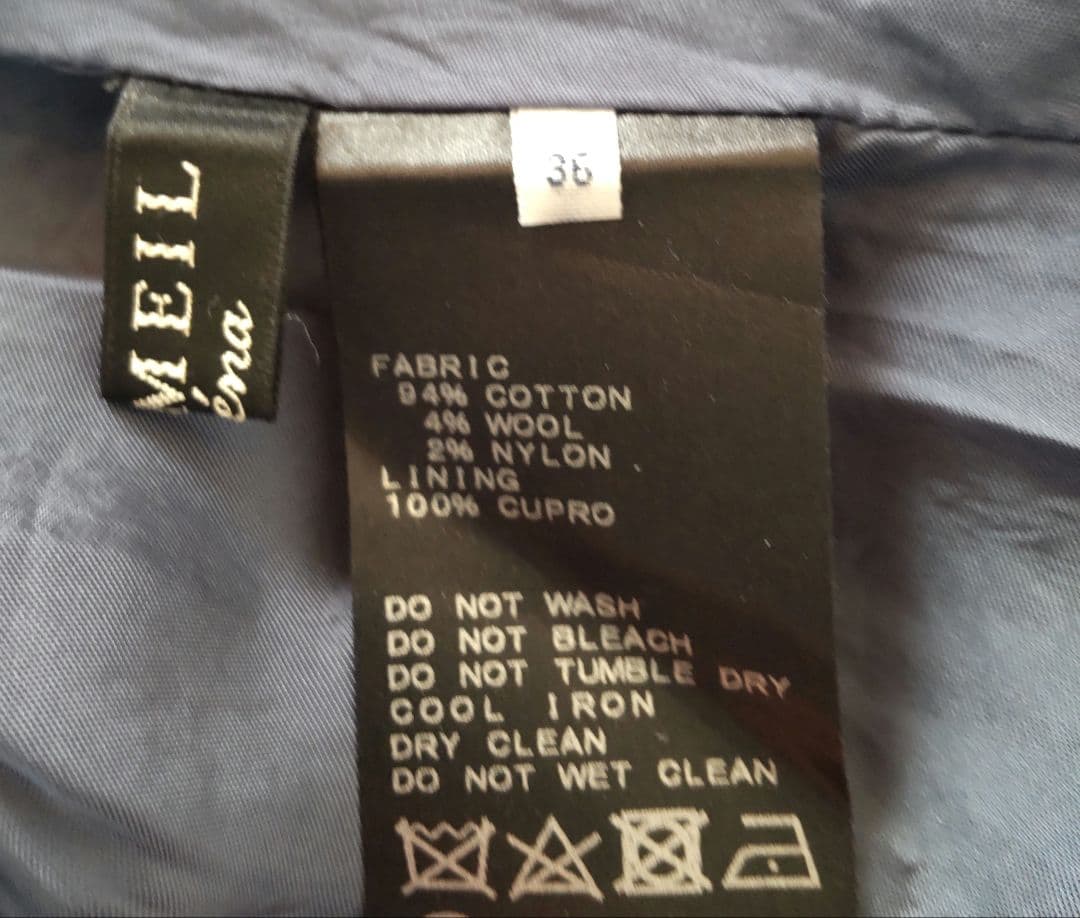 MEIL
éna
36
FABRIC
94% COTTON
4% WOOL
2% NYLON
LINING
100% CUPRO
DO NOT WASH
DO NOT BLEACH
DO NOT TUMBLE DRY
COOL IRON
DRY CLEAN
DO NOT WET CLEAN